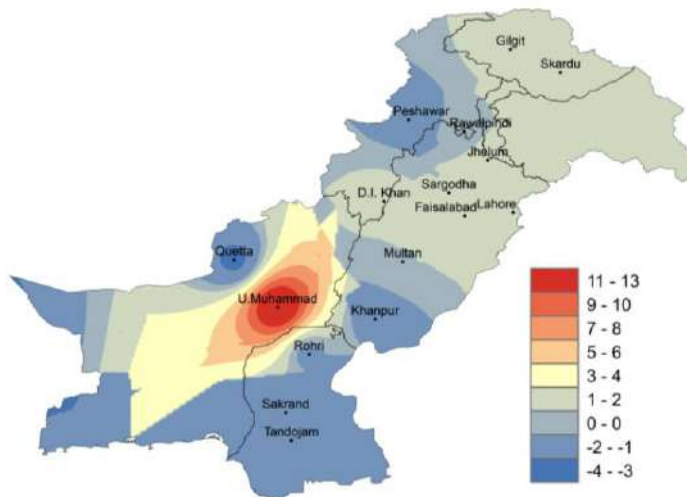 Gilgit
Skardu
Peshawar
Rawalpindi
Jhelum
D.I. Khan
Sargodha
Faisalabad
Lahore
Quetta
Multan
U.Muhammad
Khanpur
Rohri
Sakrand
Tandojam
11 - 13
9 - 10
7 - 8
5 - 6
3 - 4
1 - 2
0 - 0
-2 - -1
-4 - -3